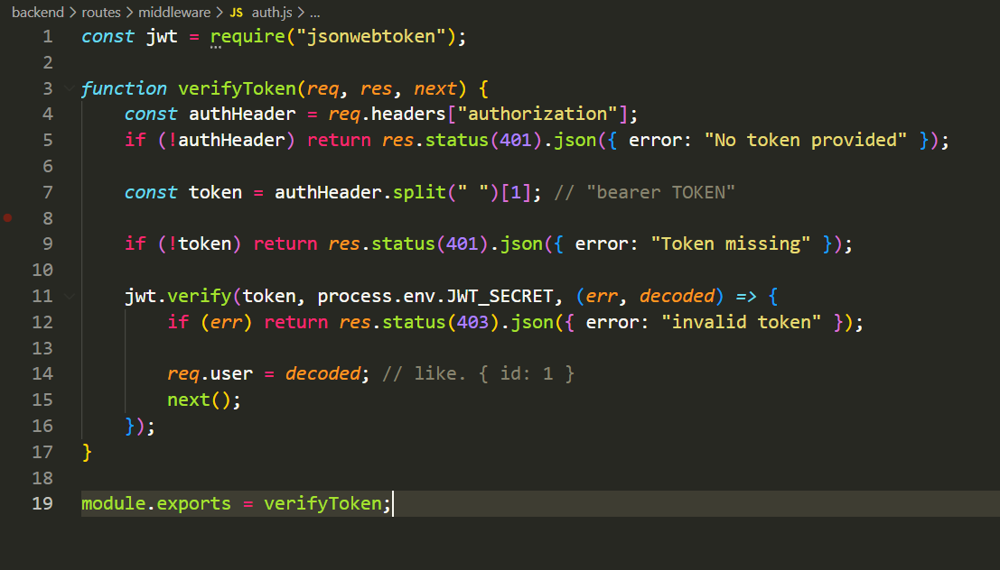 backend > routes > middleware > JS auth.js > ...
1 const jwt = require("jsonwebtoken");
2
3 function verifyToken(req, res, next) {
4     const authHeader = req.headers["authorization"];
5     if (!authHeader) return res.status(401).json({ error: "No token provided" });
6
7     const token = authHeader.split(" ")[1]; // "bearer TOKEN"
8
9     if (!token) return res.status(401).json({ error: "Token missing" });
10
11     jwt.verify(token, process.env.JWT_SECRET, (err, decoded) => {
12         if (err) return res.status(403).json({ error: "invalid token" });
13
14         req.user = decoded; // like. { id: 1 }
15         next();
16     });
17 }
18
19 module.exports = verifyToken;